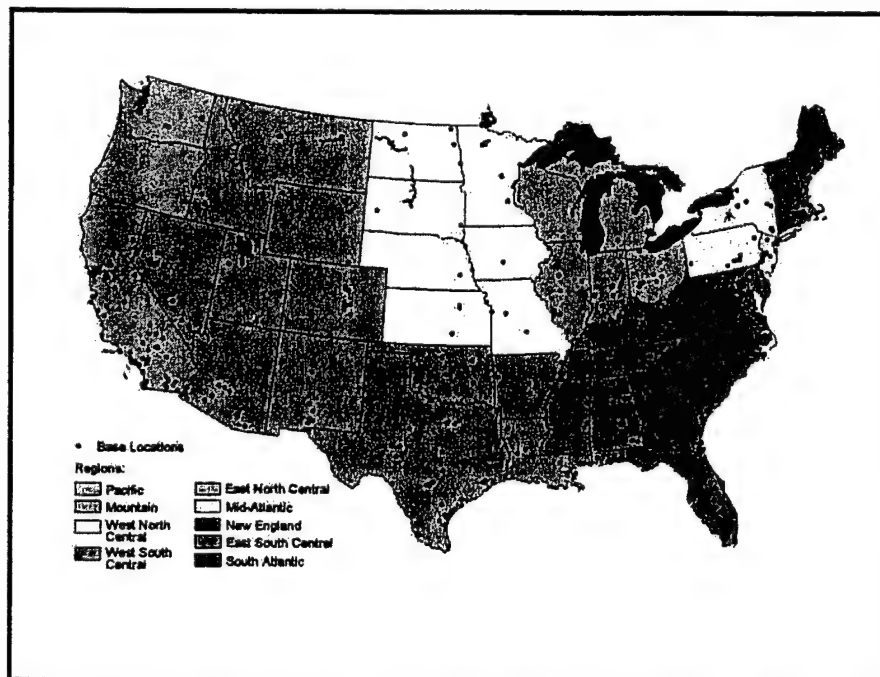 • Base Locations
Regions:
Pacific
Mountain
West North
Central
West South
Central
East North Central
Mid-Atlantic
New England
East South Central
South Atlantic